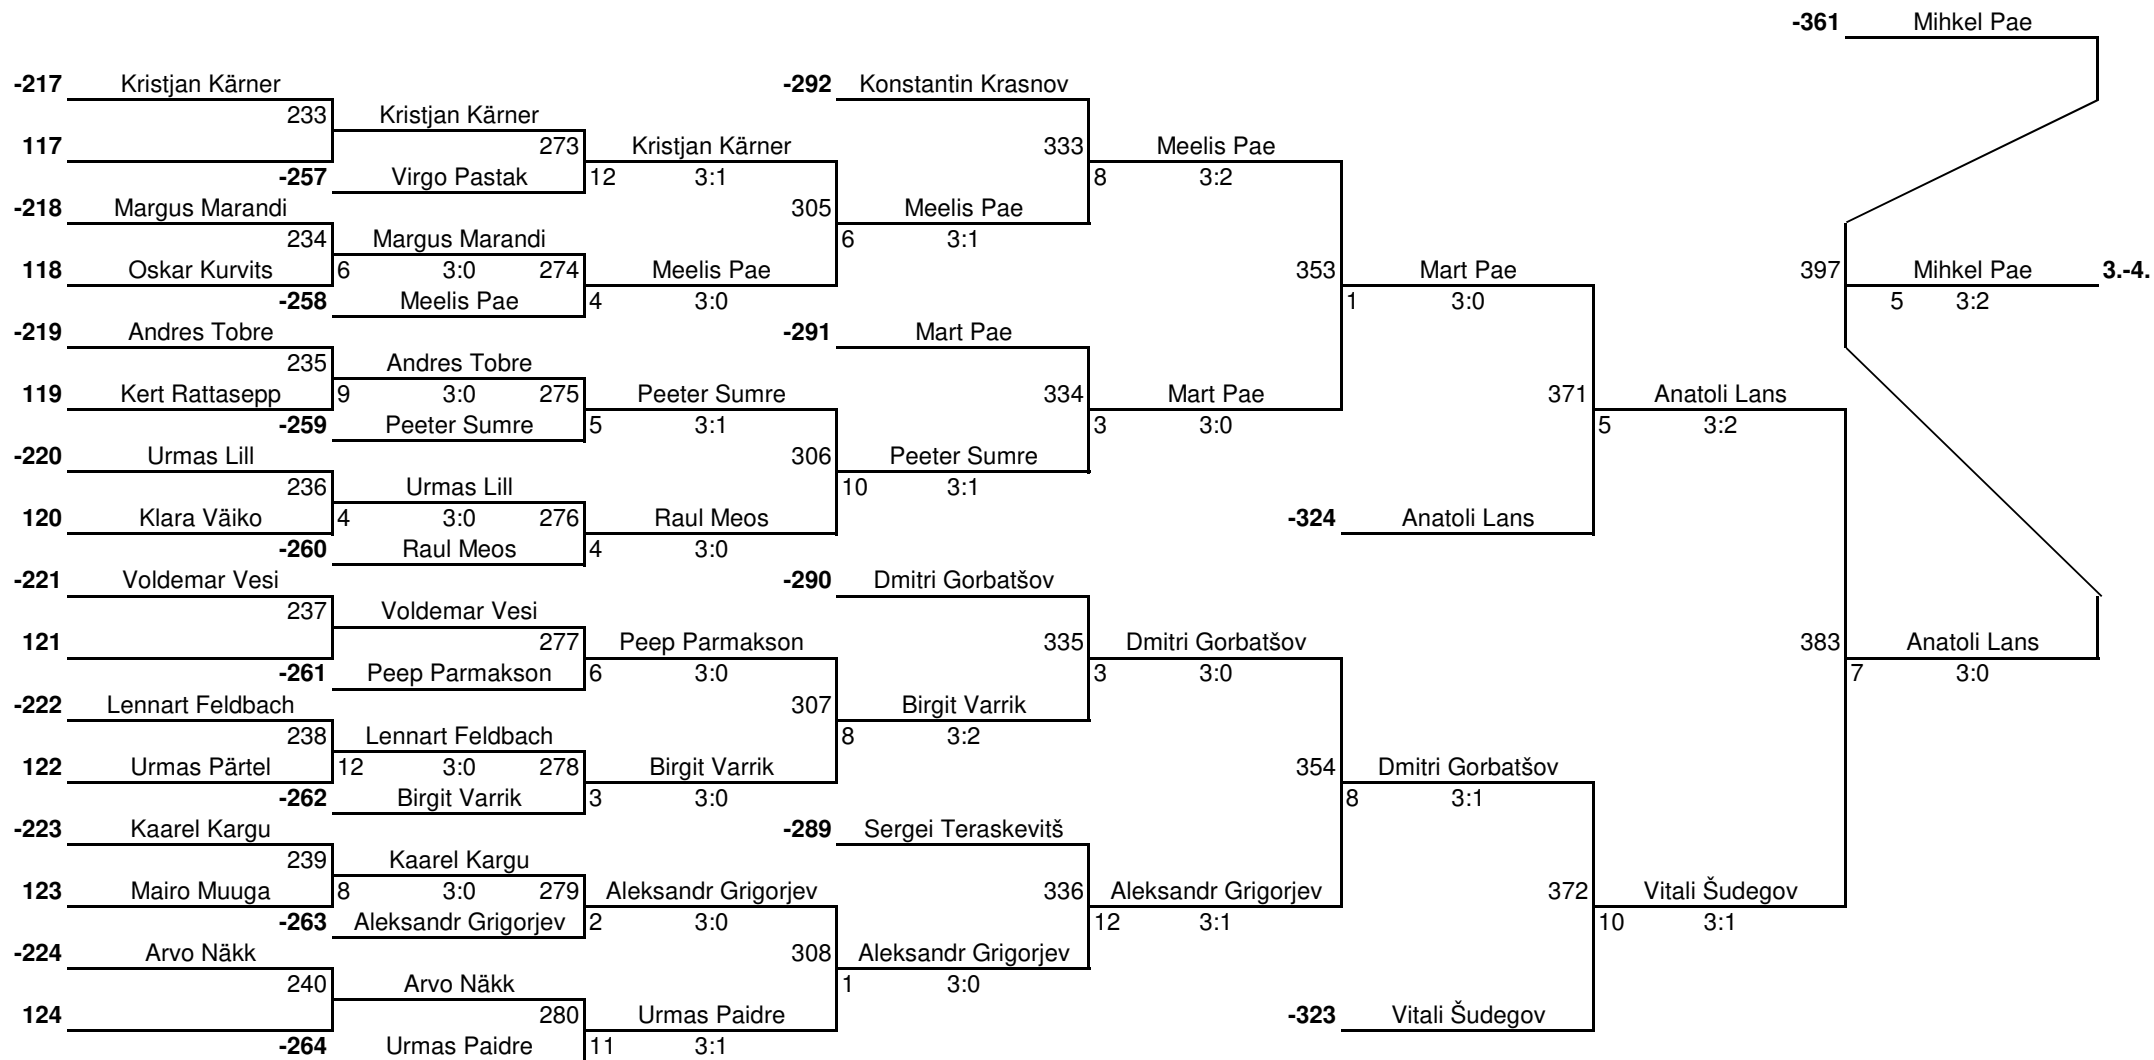 -361 Mihkel Pae
-217 Kristjan Kärner -292 Konstantin Krasnov
233 Kristjan Kärner
117 273 Kristjan Kärner 333 Meelis Pae
-257 Virgo Pastak 12 3:1 8 3:2
-218 Margus Marandi 305 Meelis Pae
234 Margus Marandi 6 3:1
118 Oskar Kurvits 6 3:0 274 Meelis Pae 353 Mart Pae 397 Mihkel Pae 3.-4.
-258 Meelis Pae 4 3:0 1 3:0 5 3:2
-219 Andres Tobre -291 Mart Pae
235 Andres Tobre
119 Kert Rattasepp 9 3:0 275 Peeter Sumre 334 Mart Pae 371 Anatoli Lans
-259 Peeter Sumre 5 3:1 3 3:0 5 3:2
-220 Urmas Lill 306 Peeter Sumre
236 Urmas Lill 10 3:1
120 Klara Väiko 4 3:0 276 Raul Meos -324 Anatoli Lans
-260 Raul Meos 4 3:0
-221 Voldemar Vesi -290 Dmitri Gorbatšov
237 Voldemar Vesi
121 277 Peep Parmakson 335 Dmitri Gorbatšov 383 Anatoli Lans
-261 Peep Parmakson 6 3:0 3 3:0 7 3:0
-222 Lennart Feldbach 307 Birgit Varrik
238 Lennart Feldbach 8 3:2
122 Urmas Pärtel 12 3:0 278 Birgit Varrik 354 Dmitri Gorbatšov
-262 Birgit Varrik 3 3:0 8 3:1
-223 Kaarel Kargu -289 Sergei Teraskevitš
239 Kaarel Kargu
123 Mairo Muuga 8 3:0 279 Aleksandr Grigorjev 336 Aleksandr Grigorjev 372 Vitali Šudegov
-263 Aleksandr Grigorjev 2 3:0 12 3:1 10 3:1
-224 Arvo Näkk 308 Aleksandr Grigorjev
240 Arvo Näkk 1 3:0
124 280 Urmas Paidre -323 Vitali Šudegov
-264 Urmas Paidre 11 3:1